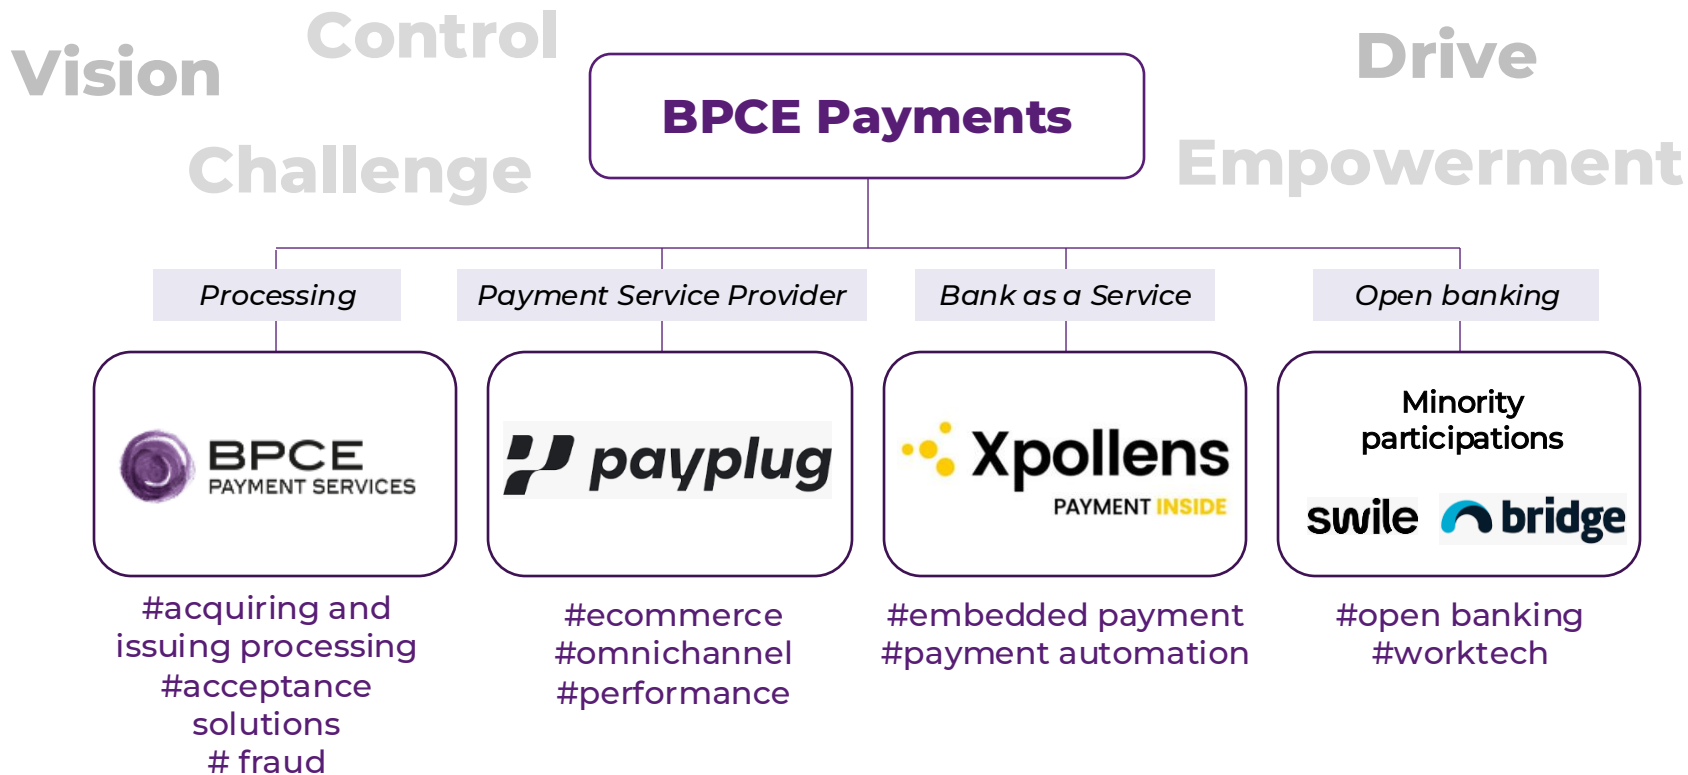 Control
Vision
Drive
BPCE Payments
Challenge
Empowerment
Processing
Payment Service Provider
Bank as a Service
Open banking
BPCE
PAYMENT SERVICES
payplug
Xpollens
PAYMENT INSIDE
Minority
participations
swile
bridge
#acquiring and
issuing processing
#acceptance
solutions
# fraud
#ecommerce
#omnichannel
#performance
#embedded payment
#payment automation
#open banking
#worktech